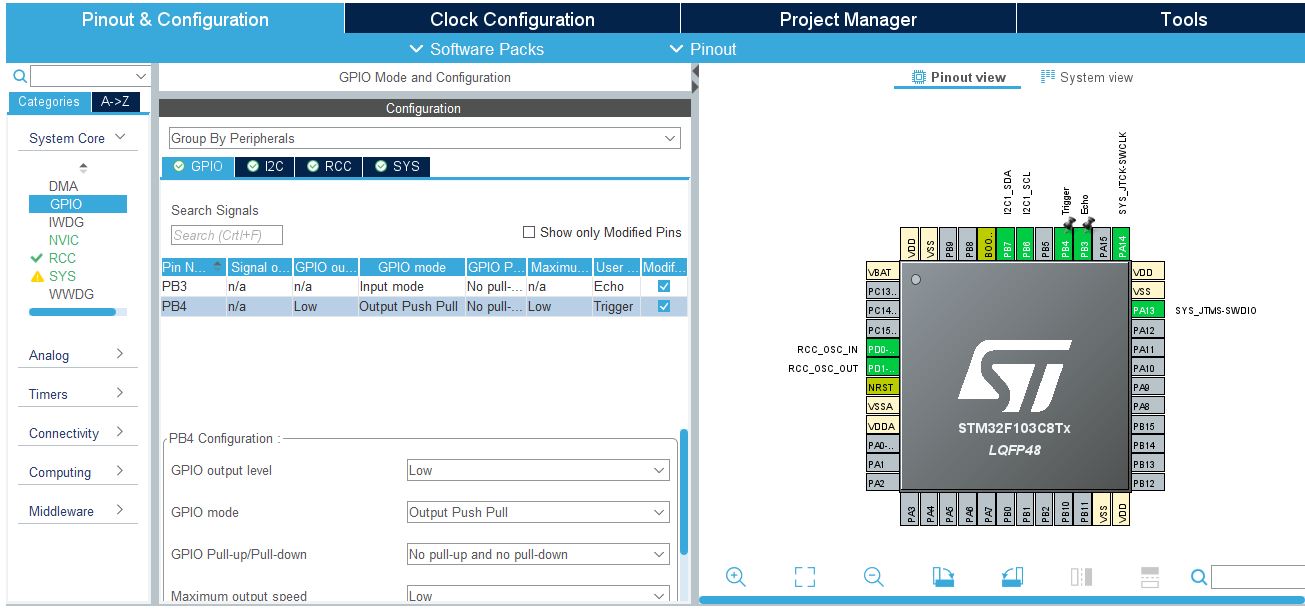 Pinout & Configuration
Clock Configuration
Project Manager
Tools
Software Packs
Pinout
GPIO Mode and Configuration
Configuration
Pinout view
System view
Categories
A->Z
System Core
DMA
GPIO
IWDG
NVIC
RCC
SYS
WWDG
Analog
Timers
Connectivity
Computing
Middleware
Group By Peripherals
GPIO
I2C
RCC
SYS
Search Signals
Search (Crtl+F)
Show only Modified Pins
Pin N... Signal o... GPIO ou... GPIO mode GPIO P... Maximu... User ... Modif...
PB3 n/a n/a Input mode No pull-... n/a Echo
PB4 n/a Low Output Push Pull No pull-... Low Trigger
PB4 Configuration :
GPIO output level Low
GPIO mode Output Push Pull
GPIO Pull-up/Pull-down No pull-up and no pull-down
Maximum output speed Low
I2C1_SDA
I2C1_SCL
Trigger
Echo
SYS_JTCK-SWCLK
VDD
VSS
PB9
PB8
BOO..
PB7
PB6
PB5
PB4
PB3
PA15
PA14
VBAT
PC13..
PC14..
PC15..
RCC_OSC_IN PD0-..
RCC_OSC_OUT PD1-..
NRST
VSSA
VDDA
PA0-..
PA1
PA2
VDD
VSS
PA13 SYS_JTMS-SWDIO
PA12
PA11
PA10
PA9
PA8
PB15
PB14
PB13
PB12
ST
STM32F103C8Tx
LQFP48
PA3
PA4
PA5
PA6
PA7
PB0
PB1
PB2
PB10
PB11
VSS
VDD